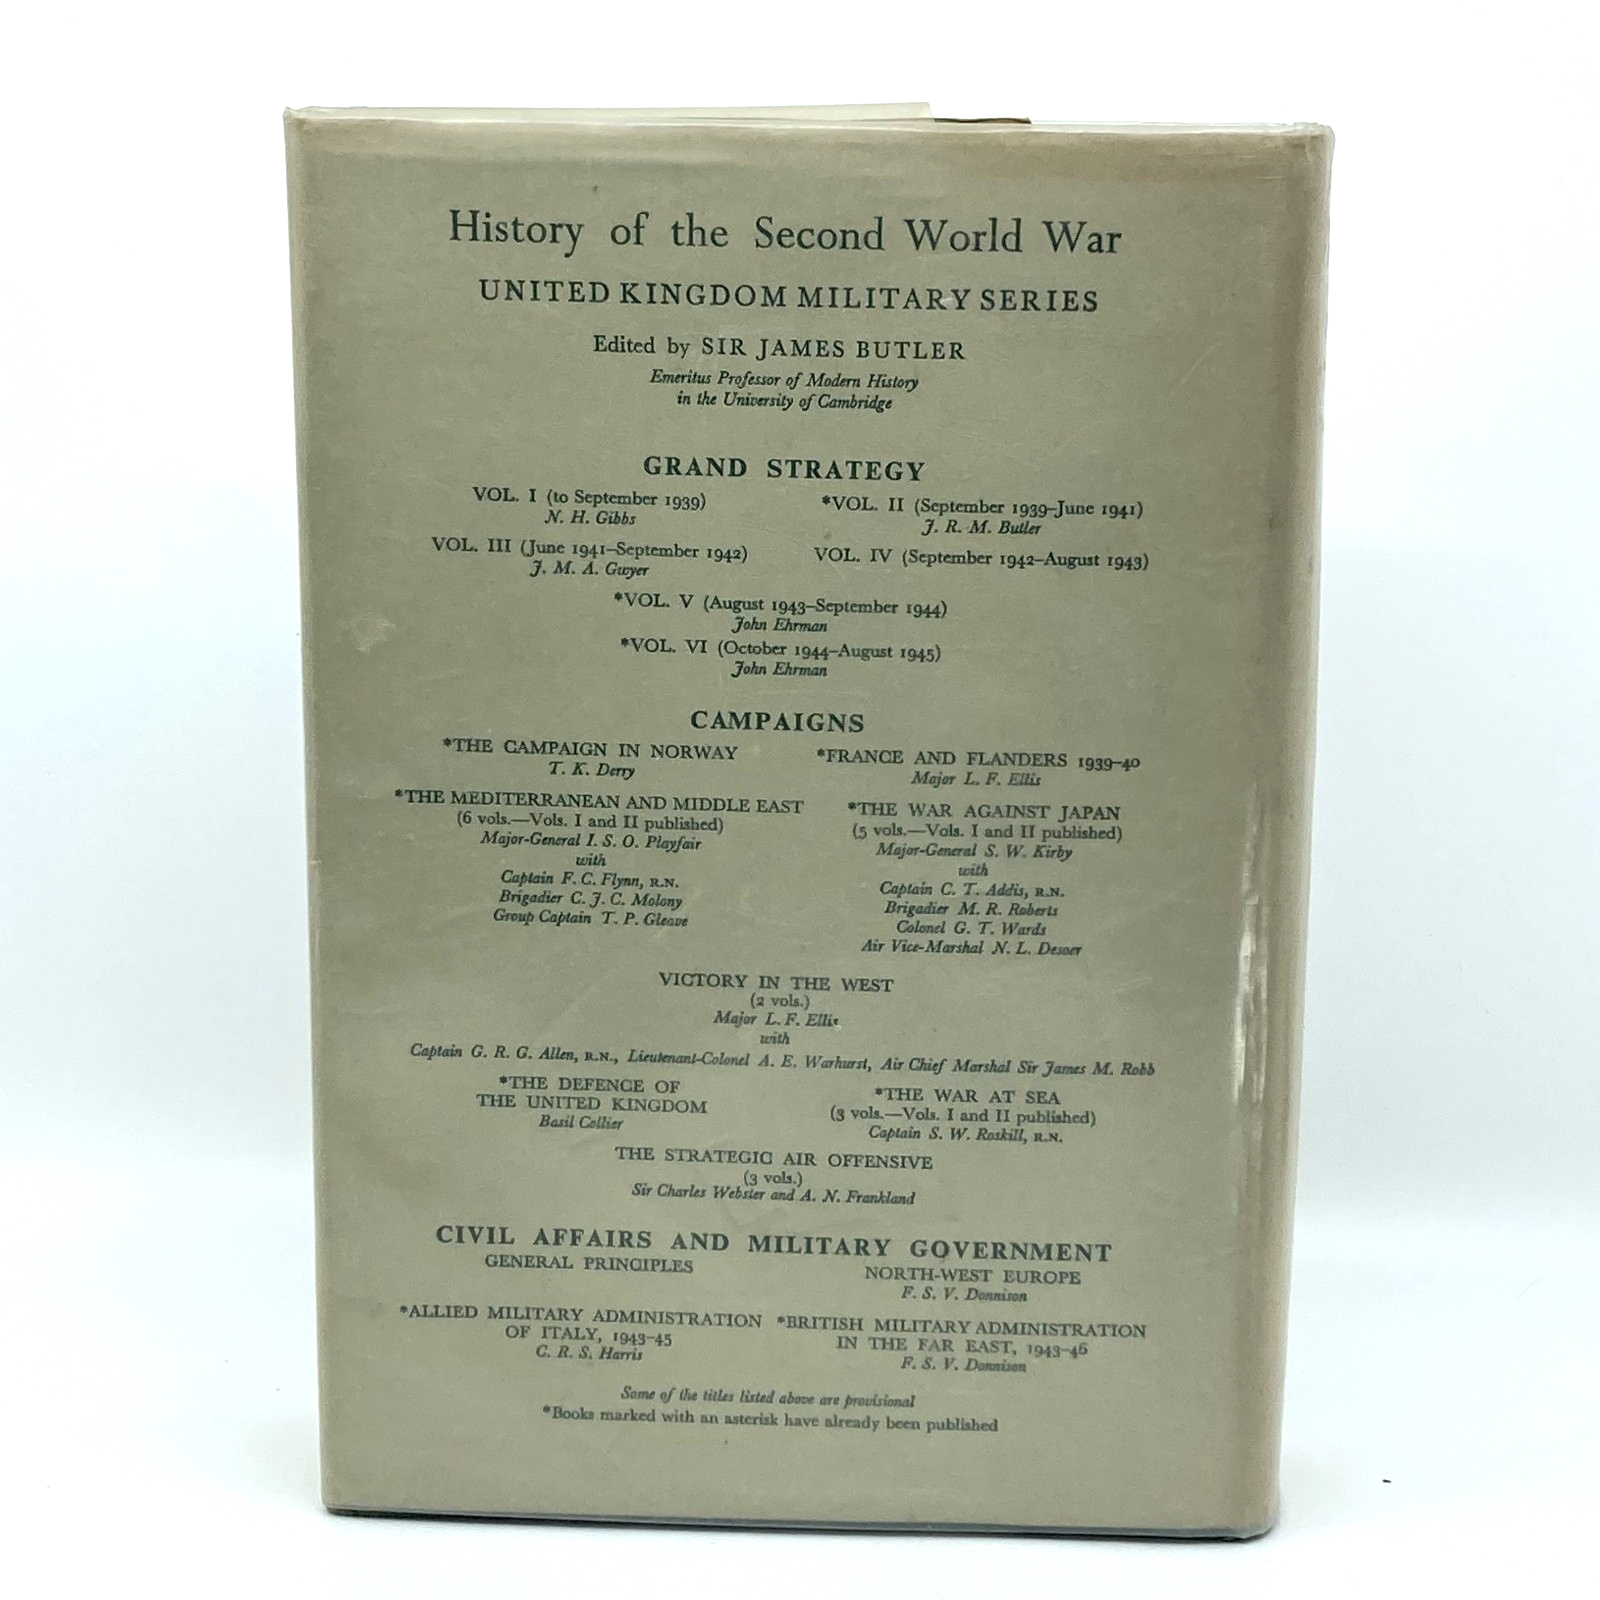 History of the Second World War
UNITED KINGDOM MILITARY SERIES
Edited by SIR JAMES BUTLER
Emeritus Professor of Modern History
in the University of Cambridge
GRAND STRATEGY
VOL. I (to September 1939)
N. H. Gibbs
*VOL. II (September 1939–June 1941)
J. R. M. Butler
VOL. III (June 1941–September 1942)
J. M. A. Gwyer
VOL. IV (September 1942–August 1943)
*VOL. V (August 1943–September 1944)
John Ehrman
*VOL. VI (October 1944–August 1945)
John Ehrman
CAMPAIGNS
*THE CAMPAIGN IN NORWAY
T. K. Derry
*FRANCE AND FLANDERS 1939–40
Major L. F. Ellis
*THE MEDITERRANEAN AND MIDDLE EAST
(6 vols.—Vols. I and II published)
Major-General I. S. O. Playfair
with
Captain F. C. Flynn, R.N.
Brigadier C. J. C. Molony
Group Captain T. P. Gleave
*THE WAR AGAINST JAPAN
(5 vols.—Vols. I and II published)
Major-General S. W. Kirby
with
Captain C. T. Addis, R.N.
Brigadier M. R. Roberts
Colonel G. T. Wards
Air Vice-Marshal N. L. Desoer
VICTORY IN THE WEST
(2 vols.)
Major L. F. Ellis
with
Captain G. R. G. Allen, R.N., Lieutenant-Colonel A. E. Warhurst, Air Chief Marshal Sir James M. Robb
*THE DEFENCE OF
THE UNITED KINGDOM
Basil Collier
*THE WAR AT SEA
(3 vols.—Vols. I and II published)
Captain S. W. Roskill, R.N.
THE STRATEGIC AIR OFFENSIVE
(3 vols.)
Sir Charles Webster and A. N. Frankland
CIVIL AFFAIRS AND MILITARY GOVERNMENT
GENERAL PRINCIPLES
NORTH-WEST EUROPE
F. S. V. Donnison
*ALLIED MILITARY ADMINISTRATION
OF ITALY, 1943–45
C. R. S. Harris
*BRITISH MILITARY ADMINISTRATION
IN THE FAR EAST, 1943–46
F. S. V. Donnison
Some of the titles listed above are provisional
*Books marked with an asterisk have already been published